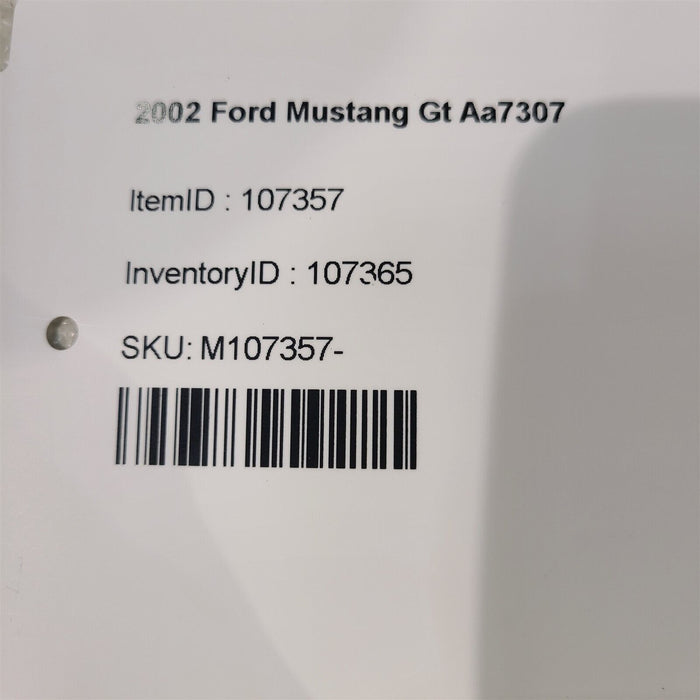 2002 Ford Mustang Gt Aa7307
ItemID : 107357
InventoryID : 107365
SKU: M107357-